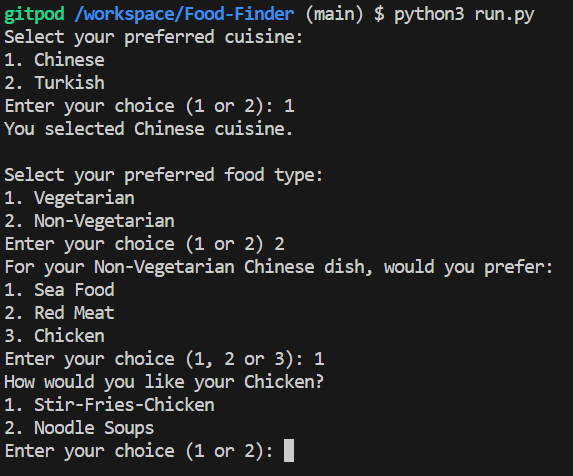 gitpod /workspace/Food-Finder (main) $ python3 run.py
Select your preferred cuisine:
1. Chinese
2. Turkish
Enter your choice (1 or 2): 1
You selected Chinese cuisine.
Select your preferred food type:
1. Vegetarian
2. Non-Vegetarian
Enter your choice (1 or 2) 2
For your Non-Vegetarian Chinese dish, would you prefer:
1. Sea Food
2. Red Meat
3. Chicken
Enter your choice (1, 2 or 3): 1
How would you like your Chicken?
1. Stir-Fries-Chicken
2. Noodle Soups
Enter your choice (1 or 2):